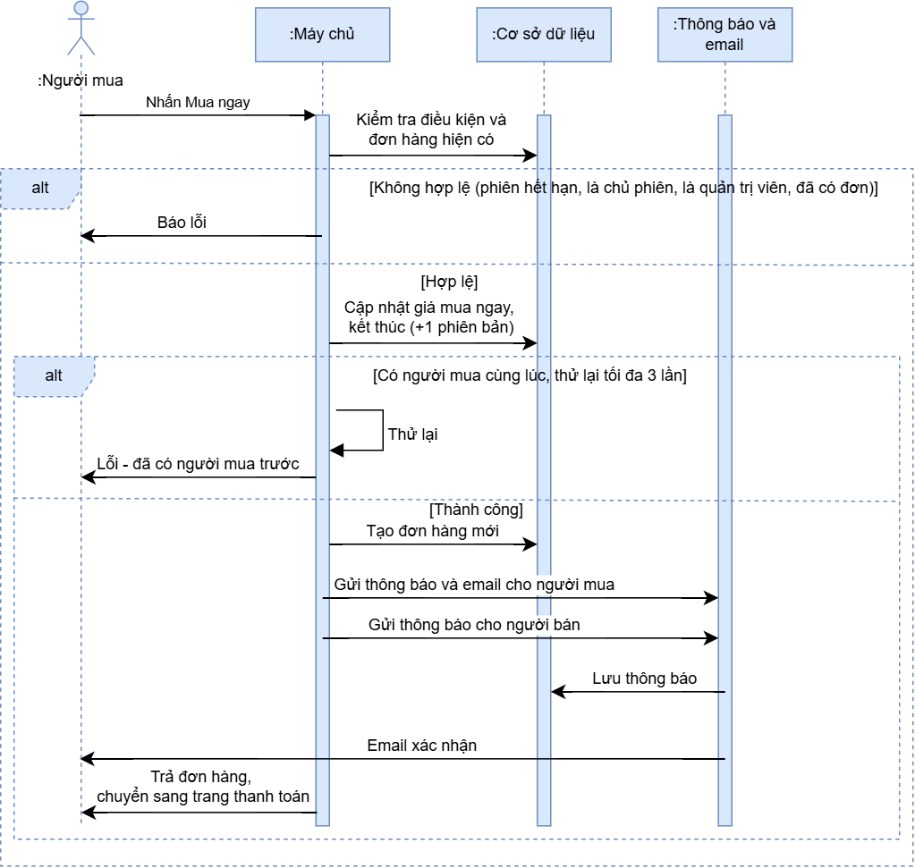 :Người mua
:Máy chủ
:Cơ sở dữ liệu
:Thông báo và
email
Nhấn Mua ngay
Kiểm tra điều kiện và
đơn hàng hiện có
alt
[Không hợp lệ (phiên hết hạn, là chủ phiên, là quản trị viên, đã có đơn)]
Báo lỗi
[Hợp lệ]
Cập nhật giá mua ngay,
kết thúc (+1 phiên bản)
alt
[Có người mua cùng lúc, thử lại tối đa 3 lần]
Thử lại
Lỗi - đã có người mua trước
[Thành công]
Tạo đơn hàng mới
Gửi thông báo và email cho người mua
Gửi thông báo cho người bán
Lưu thông báo
Email xác nhận
Trả đơn hàng,
chuyển sang trang thanh toán